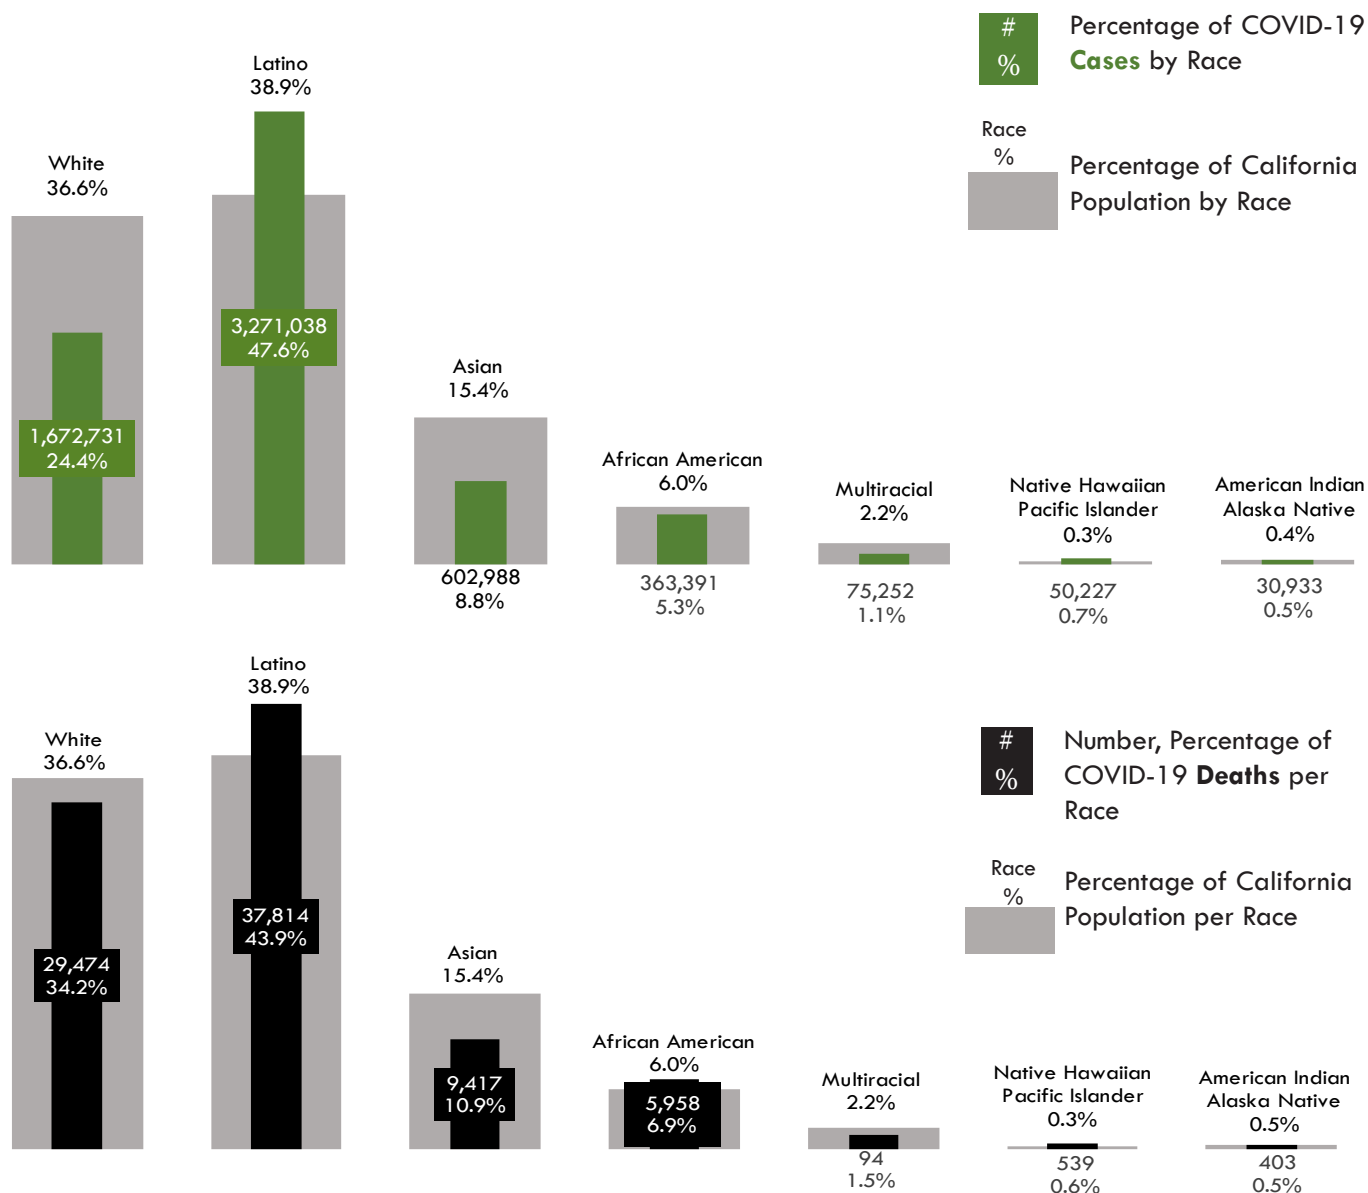 #
%
Percentage of COVID-19
Cases by Race
Race
%
Percentage of California
Population by Race
White
36.6%
1,672,731
24.4%
Latino
38.9%
3,271,038
47.6%
Asian
15.4%
602,988
8.8%
African American
6.0%
363,391
5.3%
Multiracial
2.2%
75,252
1.1%
Native Hawaiian
Pacific Islander
0.3%
50,227
0.7%
American Indian
Alaska Native
0.4%
30,933
0.5%
#
%
Number, Percentage of
COVID-19 Deaths per
Race
Race
%
Percentage of California
Population per Race
White
36.6%
29,474
34.2%
Latino
38.9%
37,814
43.9%
Asian
15.4%
9,417
10.9%
African American
6.0%
5,958
6.9%
Multiracial
2.2%
94
1.5%
Native Hawaiian
Pacific Islander
0.3%
539
0.6%
American Indian
Alaska Native
0.5%
403
0.5%